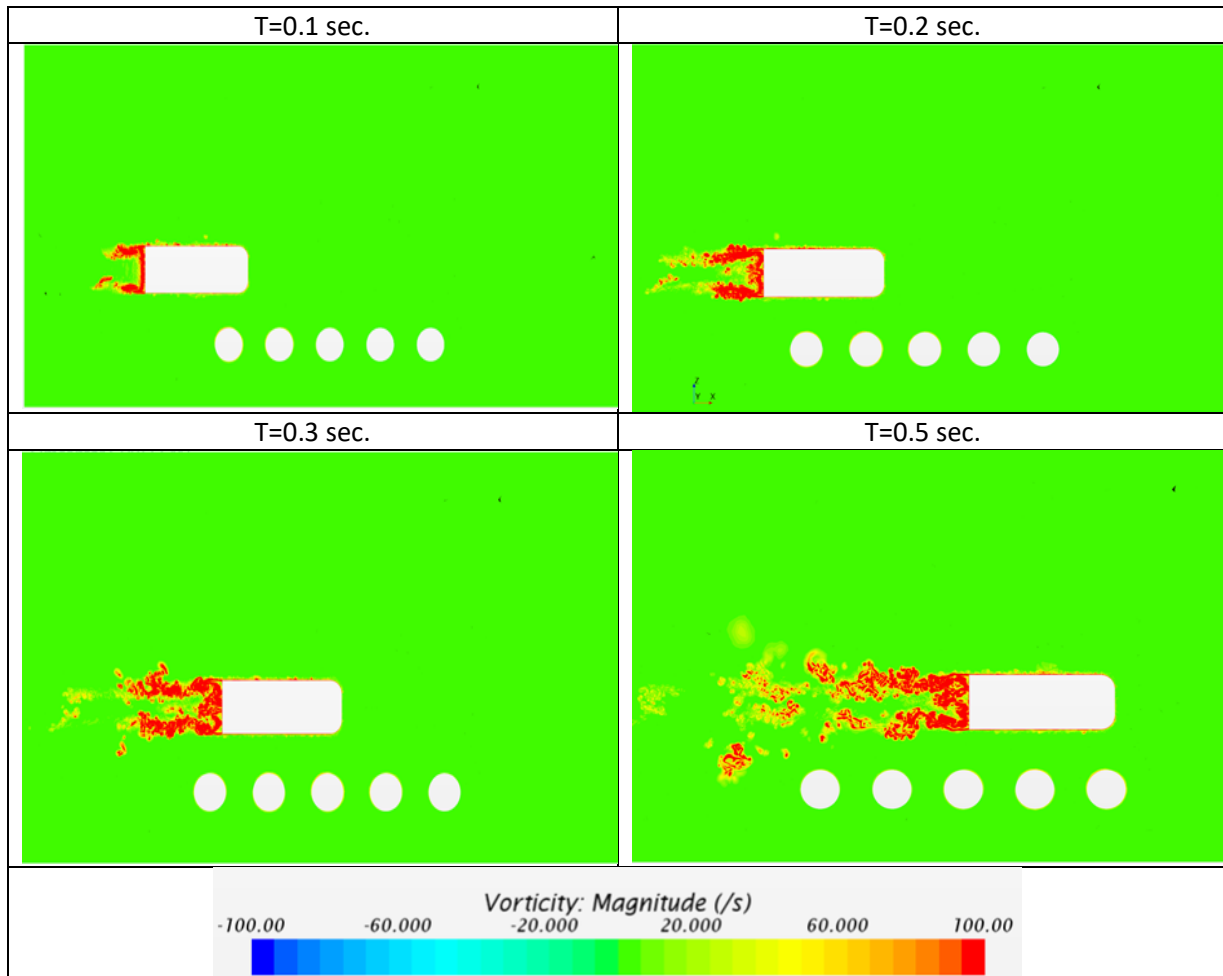 T=0.1 sec.
T=0.2 sec.
Z
Y X
T=0.3 sec.
T=0.5 sec.
Vorticity: Magnitude (/s)
-100.00 -60.000 -20.000 20.000 60.000 100.00